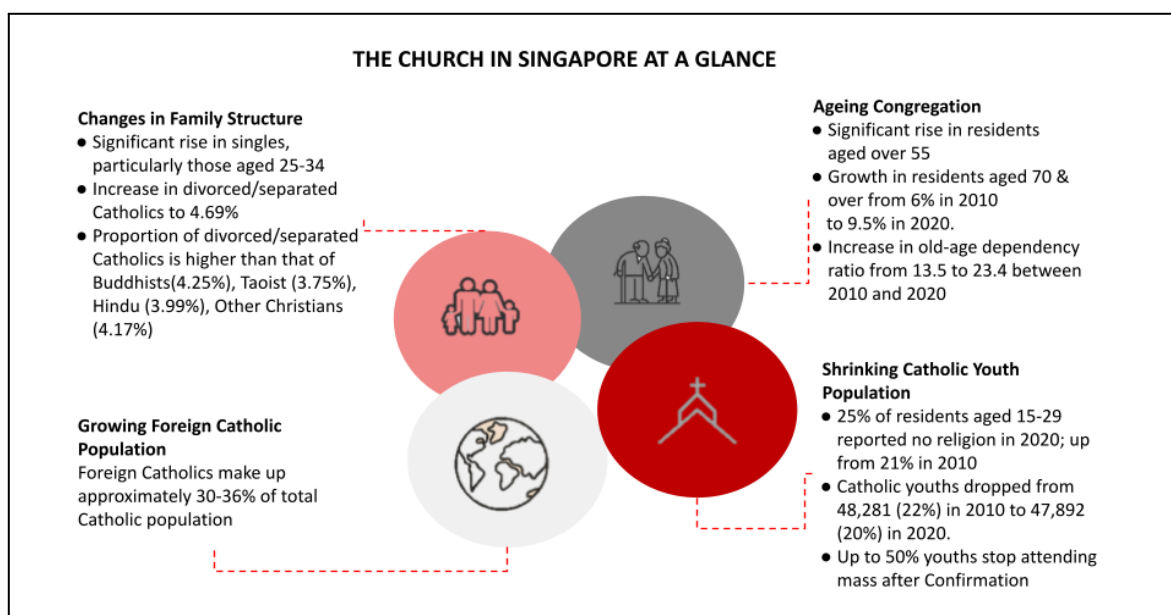 THE CHURCH IN SINGAPORE AT A GLANCE
Changes in Family Structure
● Significant rise in singles,
particularly those aged 25-34
● Increase in divorced/separated
Catholics to 4.69%
● Proportion of divorced/separated
Catholics is higher than that of
Buddhists(4.25%), Taoist (3.75%),
Hindu (3.99%), Other Christians
(4.17%)
Ageing Congregation
● Significant rise in residents
aged over 55
● Growth in residents aged 70 &
over from 6% in 2010
to 9.5% in 2020.
● Increase in old-age dependency
ratio from 13.5 to 23.4 between
2010 and 2020
Growing Foreign Catholic
Population
Foreign Catholics make up
approximately 30-36% of total
Catholic population
Shrinking Catholic Youth
Population
● 25% of residents aged 15-29
reported no religion in 2020; up
from 21% in 2010
● Catholic youths dropped from
48,281 (22%) in 2010 to 47,892
(20%) in 2020.
● Up to 50% youths stop attending
mass after Confirmation